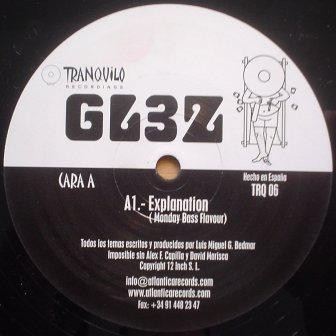 TRANQUILO
RECORDINGS
GL3Z
CARA A
Hecho en España
TRQ 06
A1.- Explanation
( Monday Bass Flavour)
Todos los temas escritos y producidos por Luis Miguel G. Bedmar
Imposible sin Alex F. Capilla y David Marisca
Copyright 12 Inch S. L.
info@atlanticarecords.com
www.atlanticarecords.com
Fax: +34 91 440 23 47